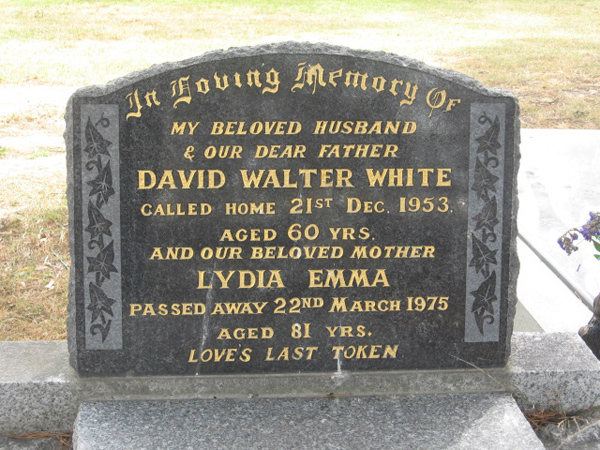 In Loving Memory Of
MY BELOVED HUSBAND
& OUR DEAR FATHER
DAVID WALTER WHITE
CALLED HOME 21ST DEC. 1953.
AGED 60 YRS.
AND OUR BELOVED MOTHER
LYDIA EMMA
PASSED AWAY 22ND MARCH 1975
AGED 81 YRS.
LOVE'S LAST TOKEN